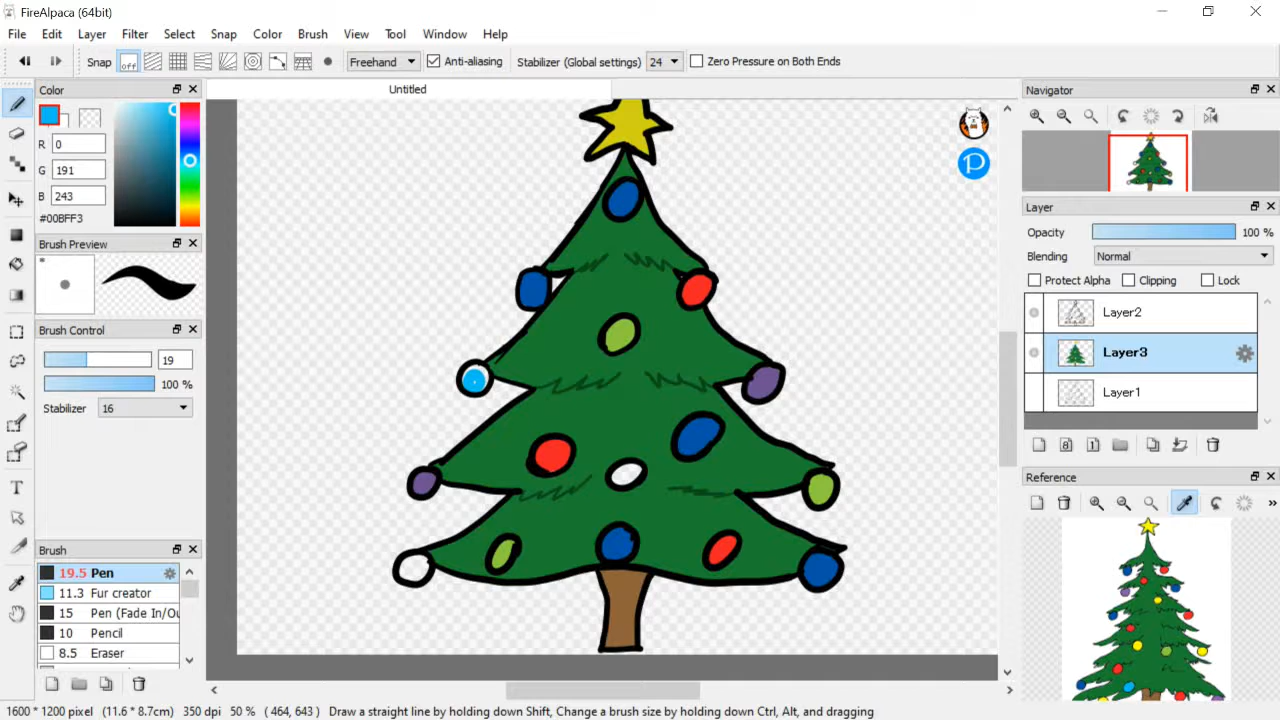 FireAlpaca (64bit)
File Edit Layer Filter Select Snap Color Brush View Tool Window Help
Snap off Freehand Anti-aliasing Stabilizer (Global settings) 24 Zero Pressure on Both Ends
Color
Untitled
Navigator
R 0
G 191
B 243
#00BFF3
Layer
Opacity 100 %
Blending Normal
Protect Alpha Clipping Lock
Layer2
Layer3
Layer1
Brush Preview
Brush Control
19
100 %
Stabilizer 16
Reference
Brush
19.5 Pen
11.3 Fur creator
15 Pen (Fade In/Ou
10 Pencil
8.5 Eraser
1600 * 1200 pixel (11.6 * 8.7cm) 350 dpi 50 % ( 464, 643 ) Draw a straight line by holding down Shift, Change a brush size by holding down Ctrl, Alt, and dragging